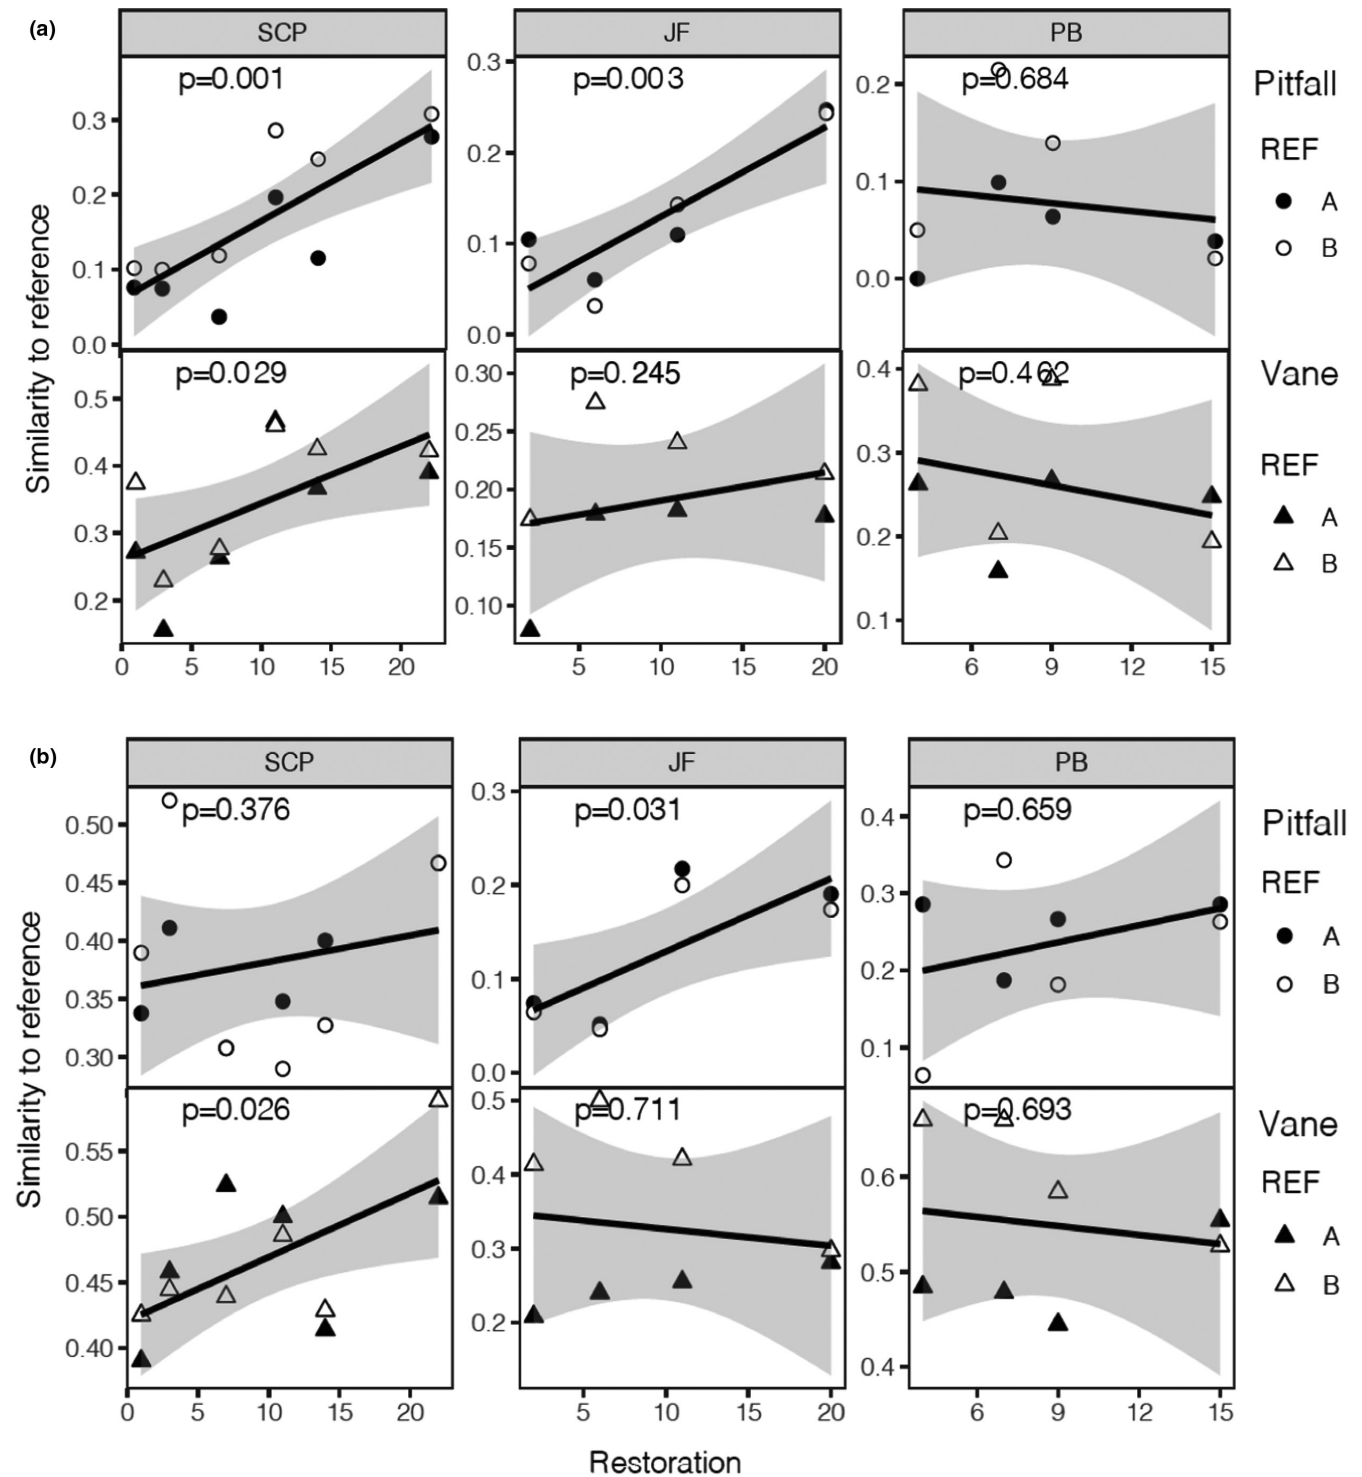 (a)
SCP JF PB
p=0.001 p=0.003 p=0.684
0.3 0.2 0.1 0.0
0.3 0.2 0.1 0.0
0.2 0.1 0.0
Pitfall
REF
A
B
Similarity to reference
p=0.029 p=0.245 p=0.462
0.5 0.4 0.3 0.2
0.30 0.25 0.20 0.15 0.10
0.4 0.3 0.2 0.1
Vane
REF
A
B
0 5 10 15 20 5 10 15 20 6 9 12 15
(b)
SCP JF PB
p=0.376 p=0.031 p=0.659
0.50 0.45 0.40 0.35 0.30
0.3 0.2 0.1 0.0
0.4 0.3 0.2 0.1
Pitfall
REF
A
B
Similarity to reference
p=0.026 p=0.711 p=0.693
0.55 0.50 0.45 0.40
0.5 0.4 0.3 0.2
0.6 0.5 0.4
Vane
REF
A
B
0 5 10 15 20 5 10 15 20 6 9 12 15
Restoration